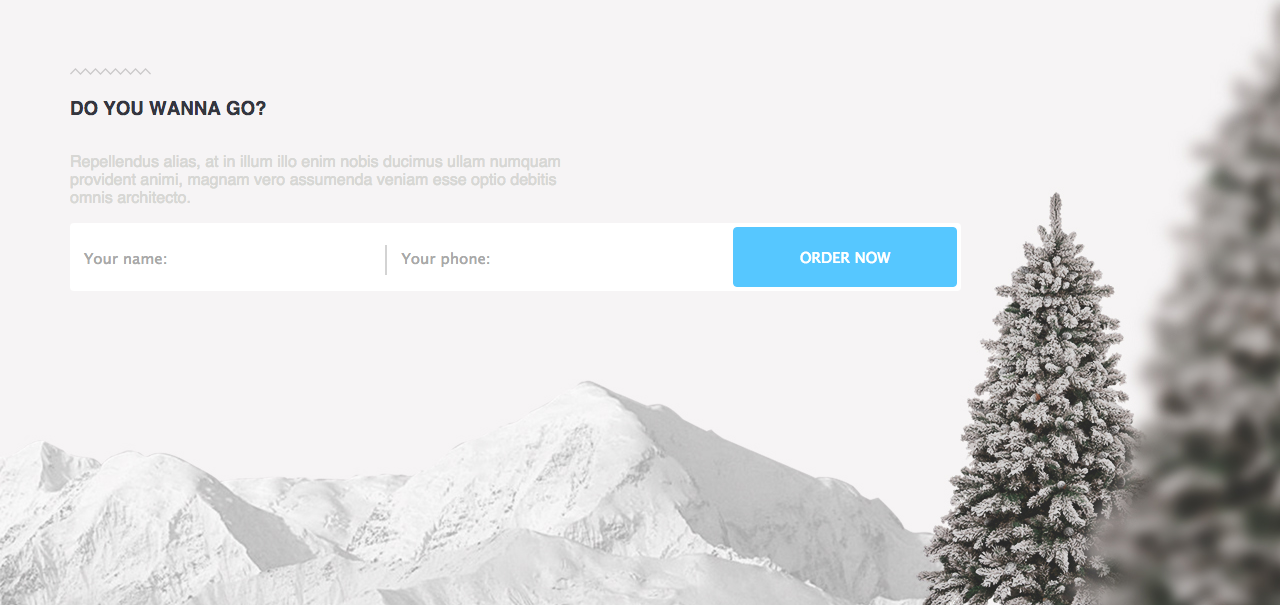 DO YOU WANNA GO?
Repellendus alias, at in illum illo enim nobis ducimus ullam numquam
provident animi, magnam vero assumenda veniam esse optio debitis
omnis architecto.
Your name:
Your phone:
ORDER NOW